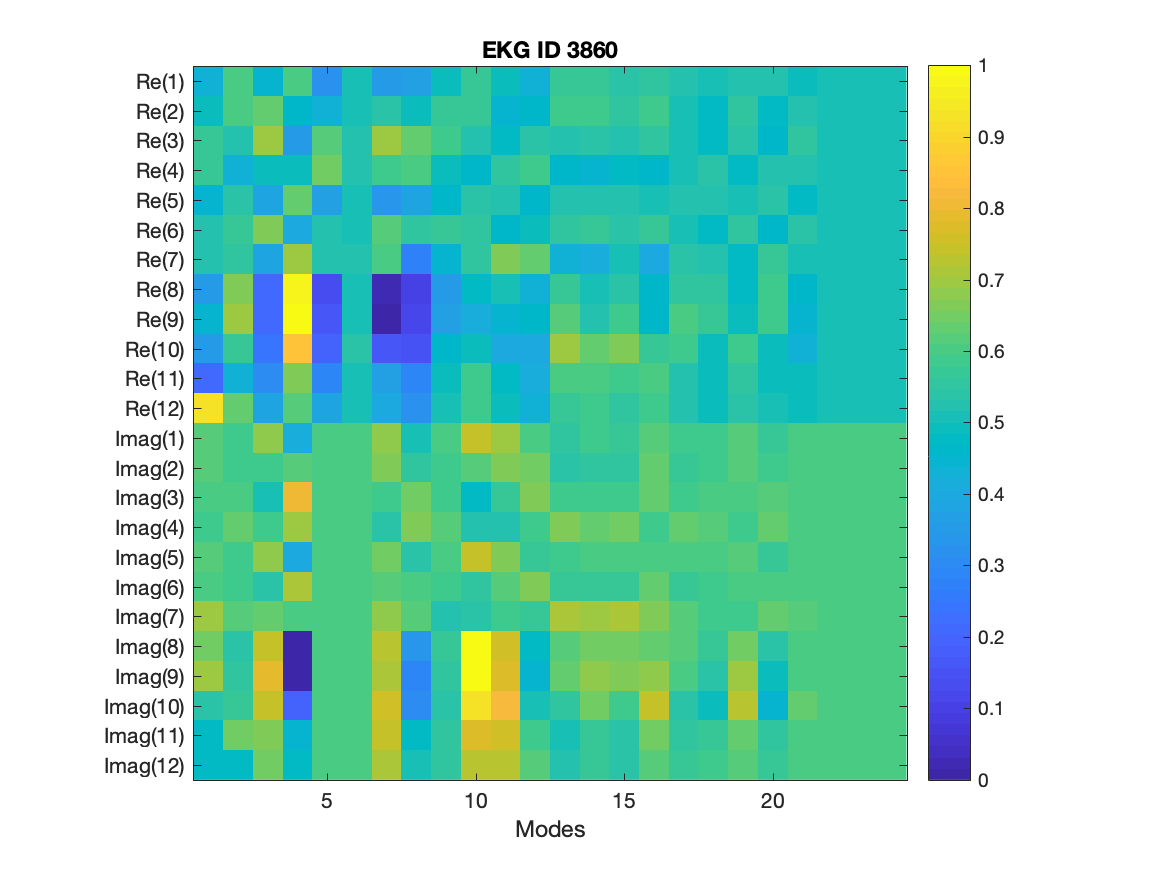 EKG ID 3860
Re(1)
Re(2)
Re(3)
Re(4)
Re(5)
Re(6)
Re(7)
Re(8)
Re(9)
Re(10)
Re(11)
Re(12)
Imag(1)
Imag(2)
Imag(3)
Imag(4)
Imag(5)
Imag(6)
Imag(7)
Imag(8)
Imag(9)
Imag(10)
Imag(11)
Imag(12)
5 10 15 20
Modes
1
0.9
0.8
0.7
0.6
0.5
0.4
0.3
0.2
0.1
0